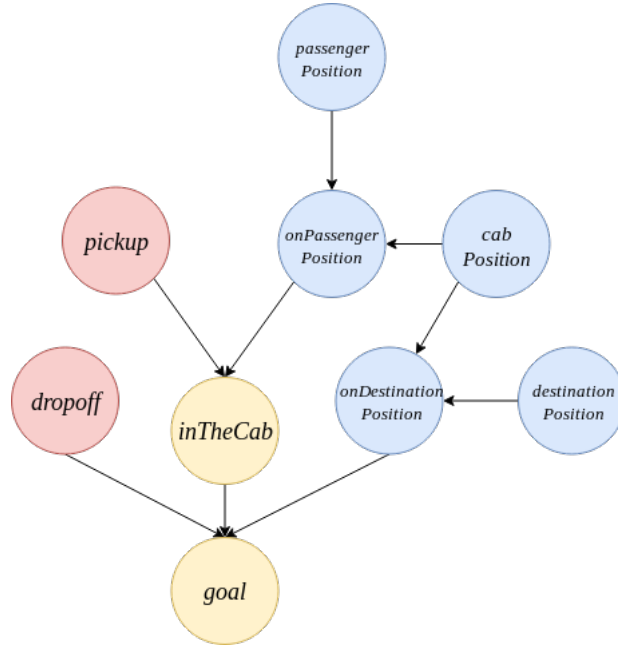 passenger
Position
pickup
onPassenger
Position
cab
Position
dropoff
inTheCab
onDestination
Position
destination
Position
goal